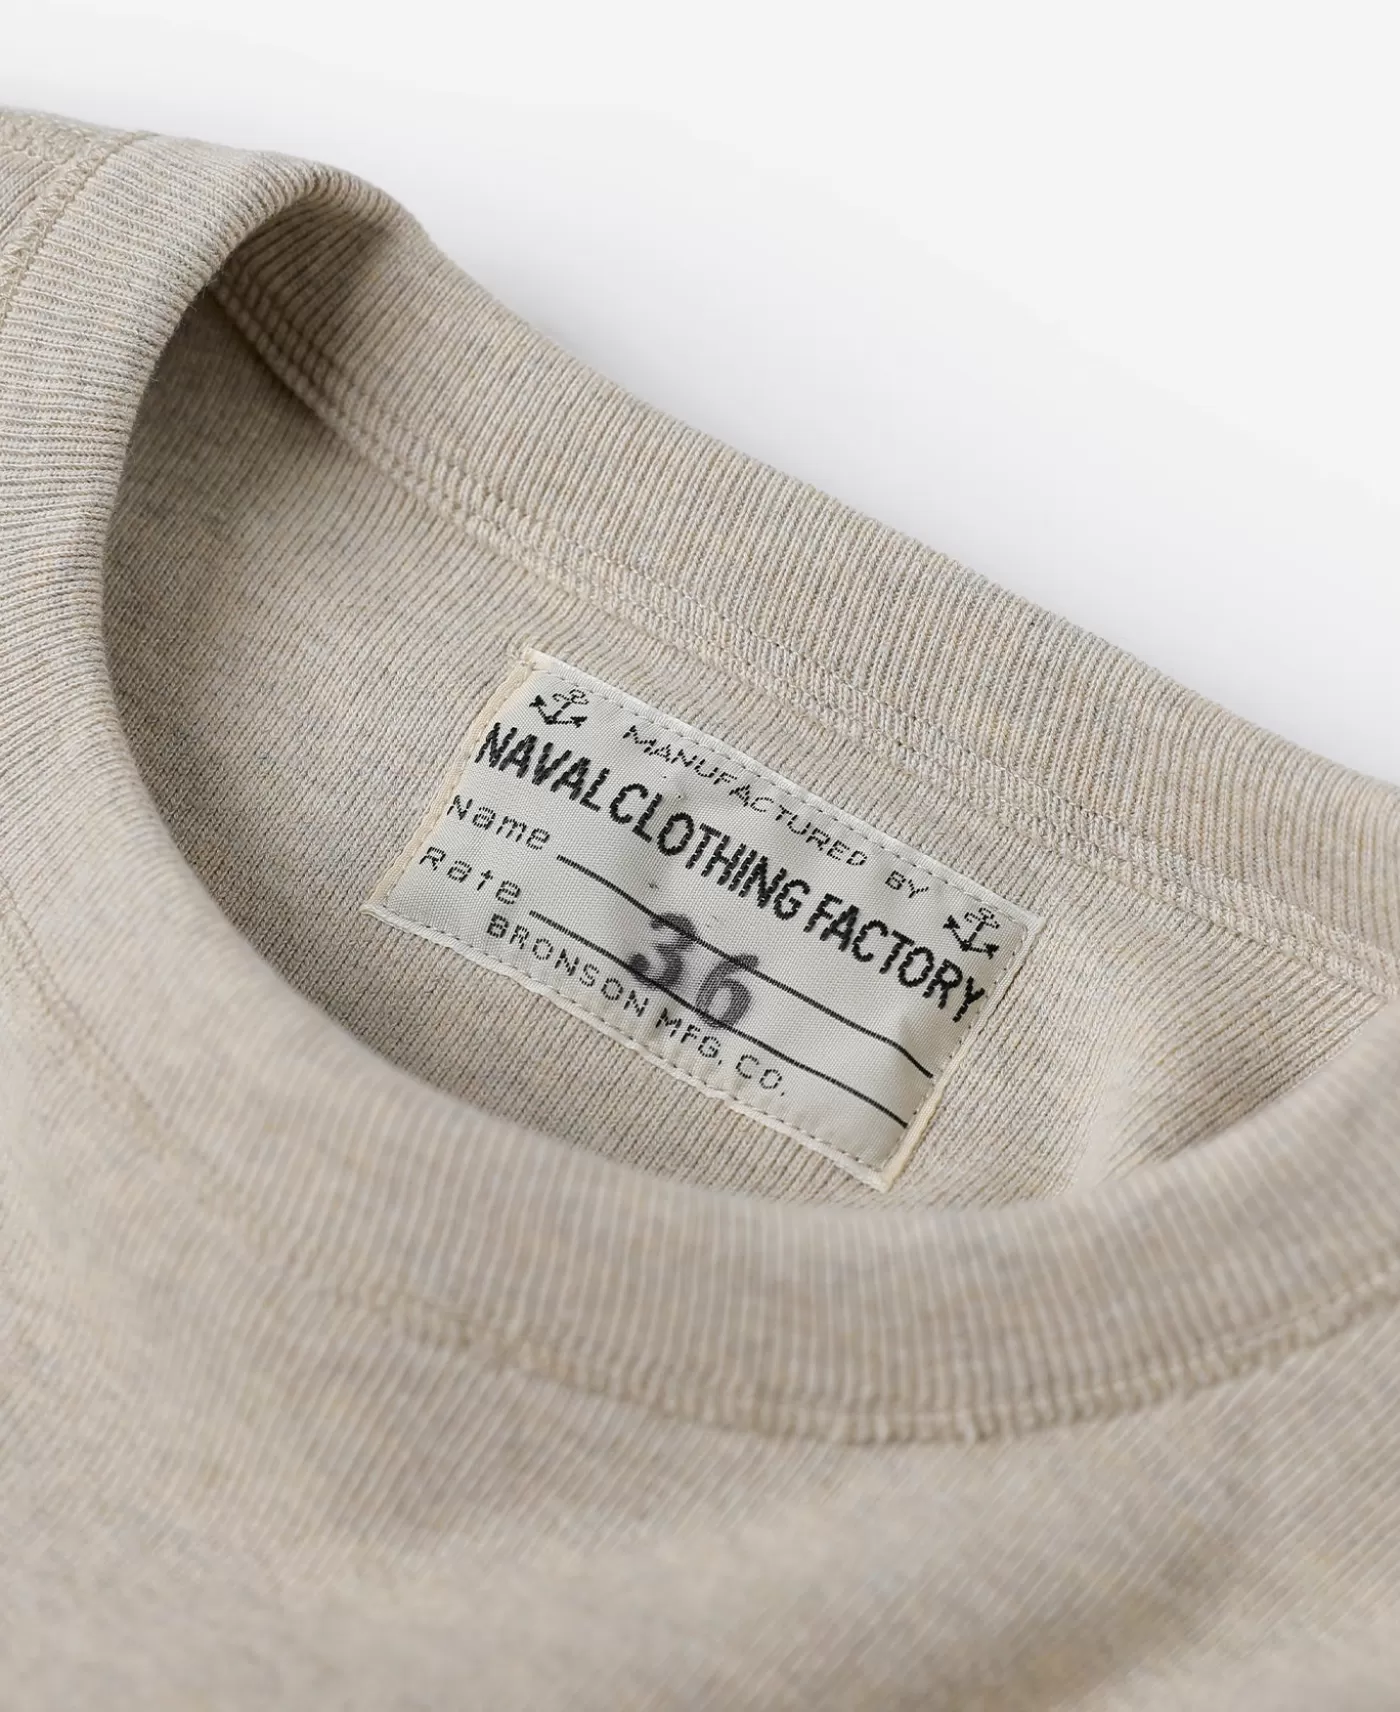 MANUFACTURED BY
NAVAL CLOTHING FACTORY
Name
Rate
36
BRONSON MFG. CO.